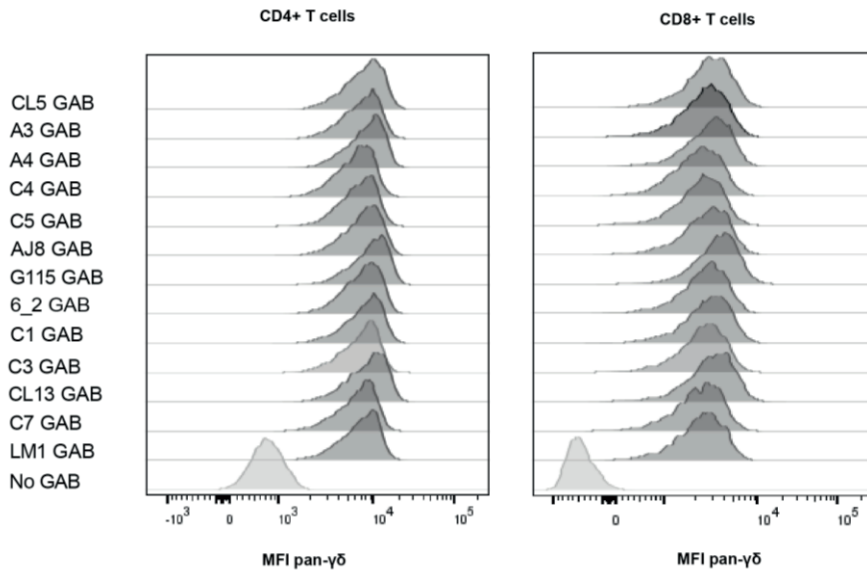 CD4+ T cells
CD8+ T cells
CL5 GAB
A3 GAB
A4 GAB
C4 GAB
C5 GAB
AJ8 GAB
G115 GAB
6_2 GAB
C1 GAB
C3 GAB
CL13 GAB
C7 GAB
LM1 GAB
No GAB
-10³ 0 10³ 10⁴ 10⁵
0 10⁴ 10⁵
MFI pan-γδ
MFI pan-γδ